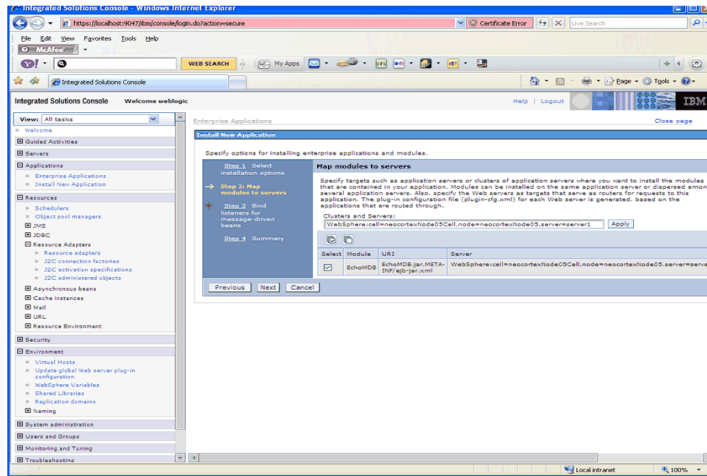 Integrated Solutions Console - Windows Internet Explorer
https://localhost:9047/ibm/console/login.do?action=secure
Certificate Error
Live Search
File Edit View Favorites Tools Help
McAfee
Y! WEB SEARCH My Apps
Integrated Solutions Console
Page Tools
Integrated Solutions Console Welcome weblogic
Help | Logout
IBM
View: All tasks
Welcome
Guided Activities
Servers
Applications
Enterprise Applications
Install New Application
Resources
Schedulers
Object pool managers
JMS
JDBC
Resource Adapters
Resource adapters
J2C connection factories
J2C activation specifications
J2C administered objects
Asynchronous beans
Cache instances
Mail
URL
Resource Environment
Security
Environment
Virtual Hosts
Update global Web server plug-in
configuration
WebSphere Variables
Shared Libraries
Replication domains
Naming
System administration
Users and Groups
Monitoring and Tuning
Troubleshooting
Enterprise Applications
Close page
Install New Application
Specify options for installing enterprise applications and modules.
Step 1 Select
installation options
Step 2: Map
modules to servers
Step 3 Bind
listeners for
message-driven
beans
Step 4 Summary
Map modules to servers
Specify targets such as application servers or clusters of application servers where you want to install the modules
that are contained in your application. Modules can be installed on the same application server or dispersed amon
several application servers. Also, specify the Web servers as targets that serve as routers for requests to this
application. The plug-in configuration file (plugin-cfg.xml) for each Web server is generated, based on the
applications that are routed through.
Clusters and Servers:
WebSphere:cell=neocortexNode05Cell,node=neocortexNode05,server=server1
Apply
Select Module URI Server
EchoMDB EchoMDB.jar,META-
INF/ejb-jar.xml WebSphere:cell=neocortexNode05Cell,node=neocortexNode05,server=serve
Previous Next Cancel
Local intranet
100%